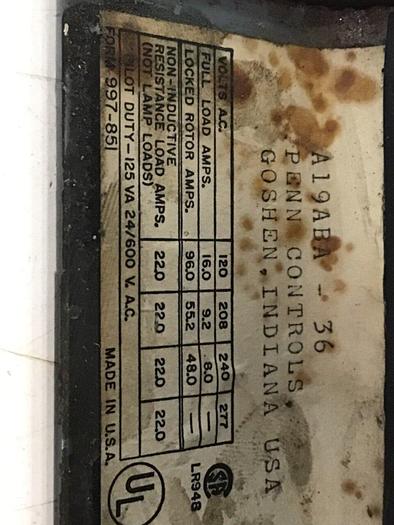 A19ABA - 36
PENN CONTROLS,
GOSHEN, INDIANA USA
VOLTS A.C. 120 208 240 277
FULL LOAD AMPS. 16.0 9.2 8.0 —
LOCKED ROTOR AMPS. 96.0 55.2 48.0 —
NON-INDUCTIVE
RESISTANCE LOAD AMPS. 22.0 22.0 22.0 22.0
(NOT LAMP LOADS)
PILOT DUTY—125 VA 24/600 V. A.C.
FORM 997-851
MADE IN U.S.A.
SA
LR948
UL